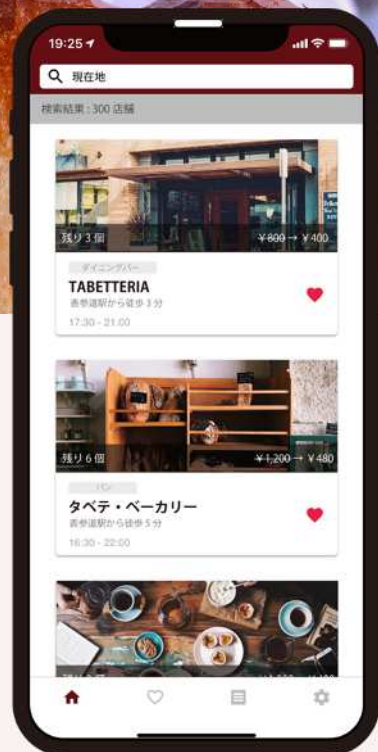 19:25
現在地
検索結果 : 300 店舗
残り 3 個
￥800 → ￥400
ダイニングバー
TABETTERIA
表参道駅から徒歩 3 分
17:30 - 21:00
残り 6 個
￥1,200 → ￥480
パン
タベテ・ベーカリー
表参道駅から徒歩 5 分
16:30 - 22:00